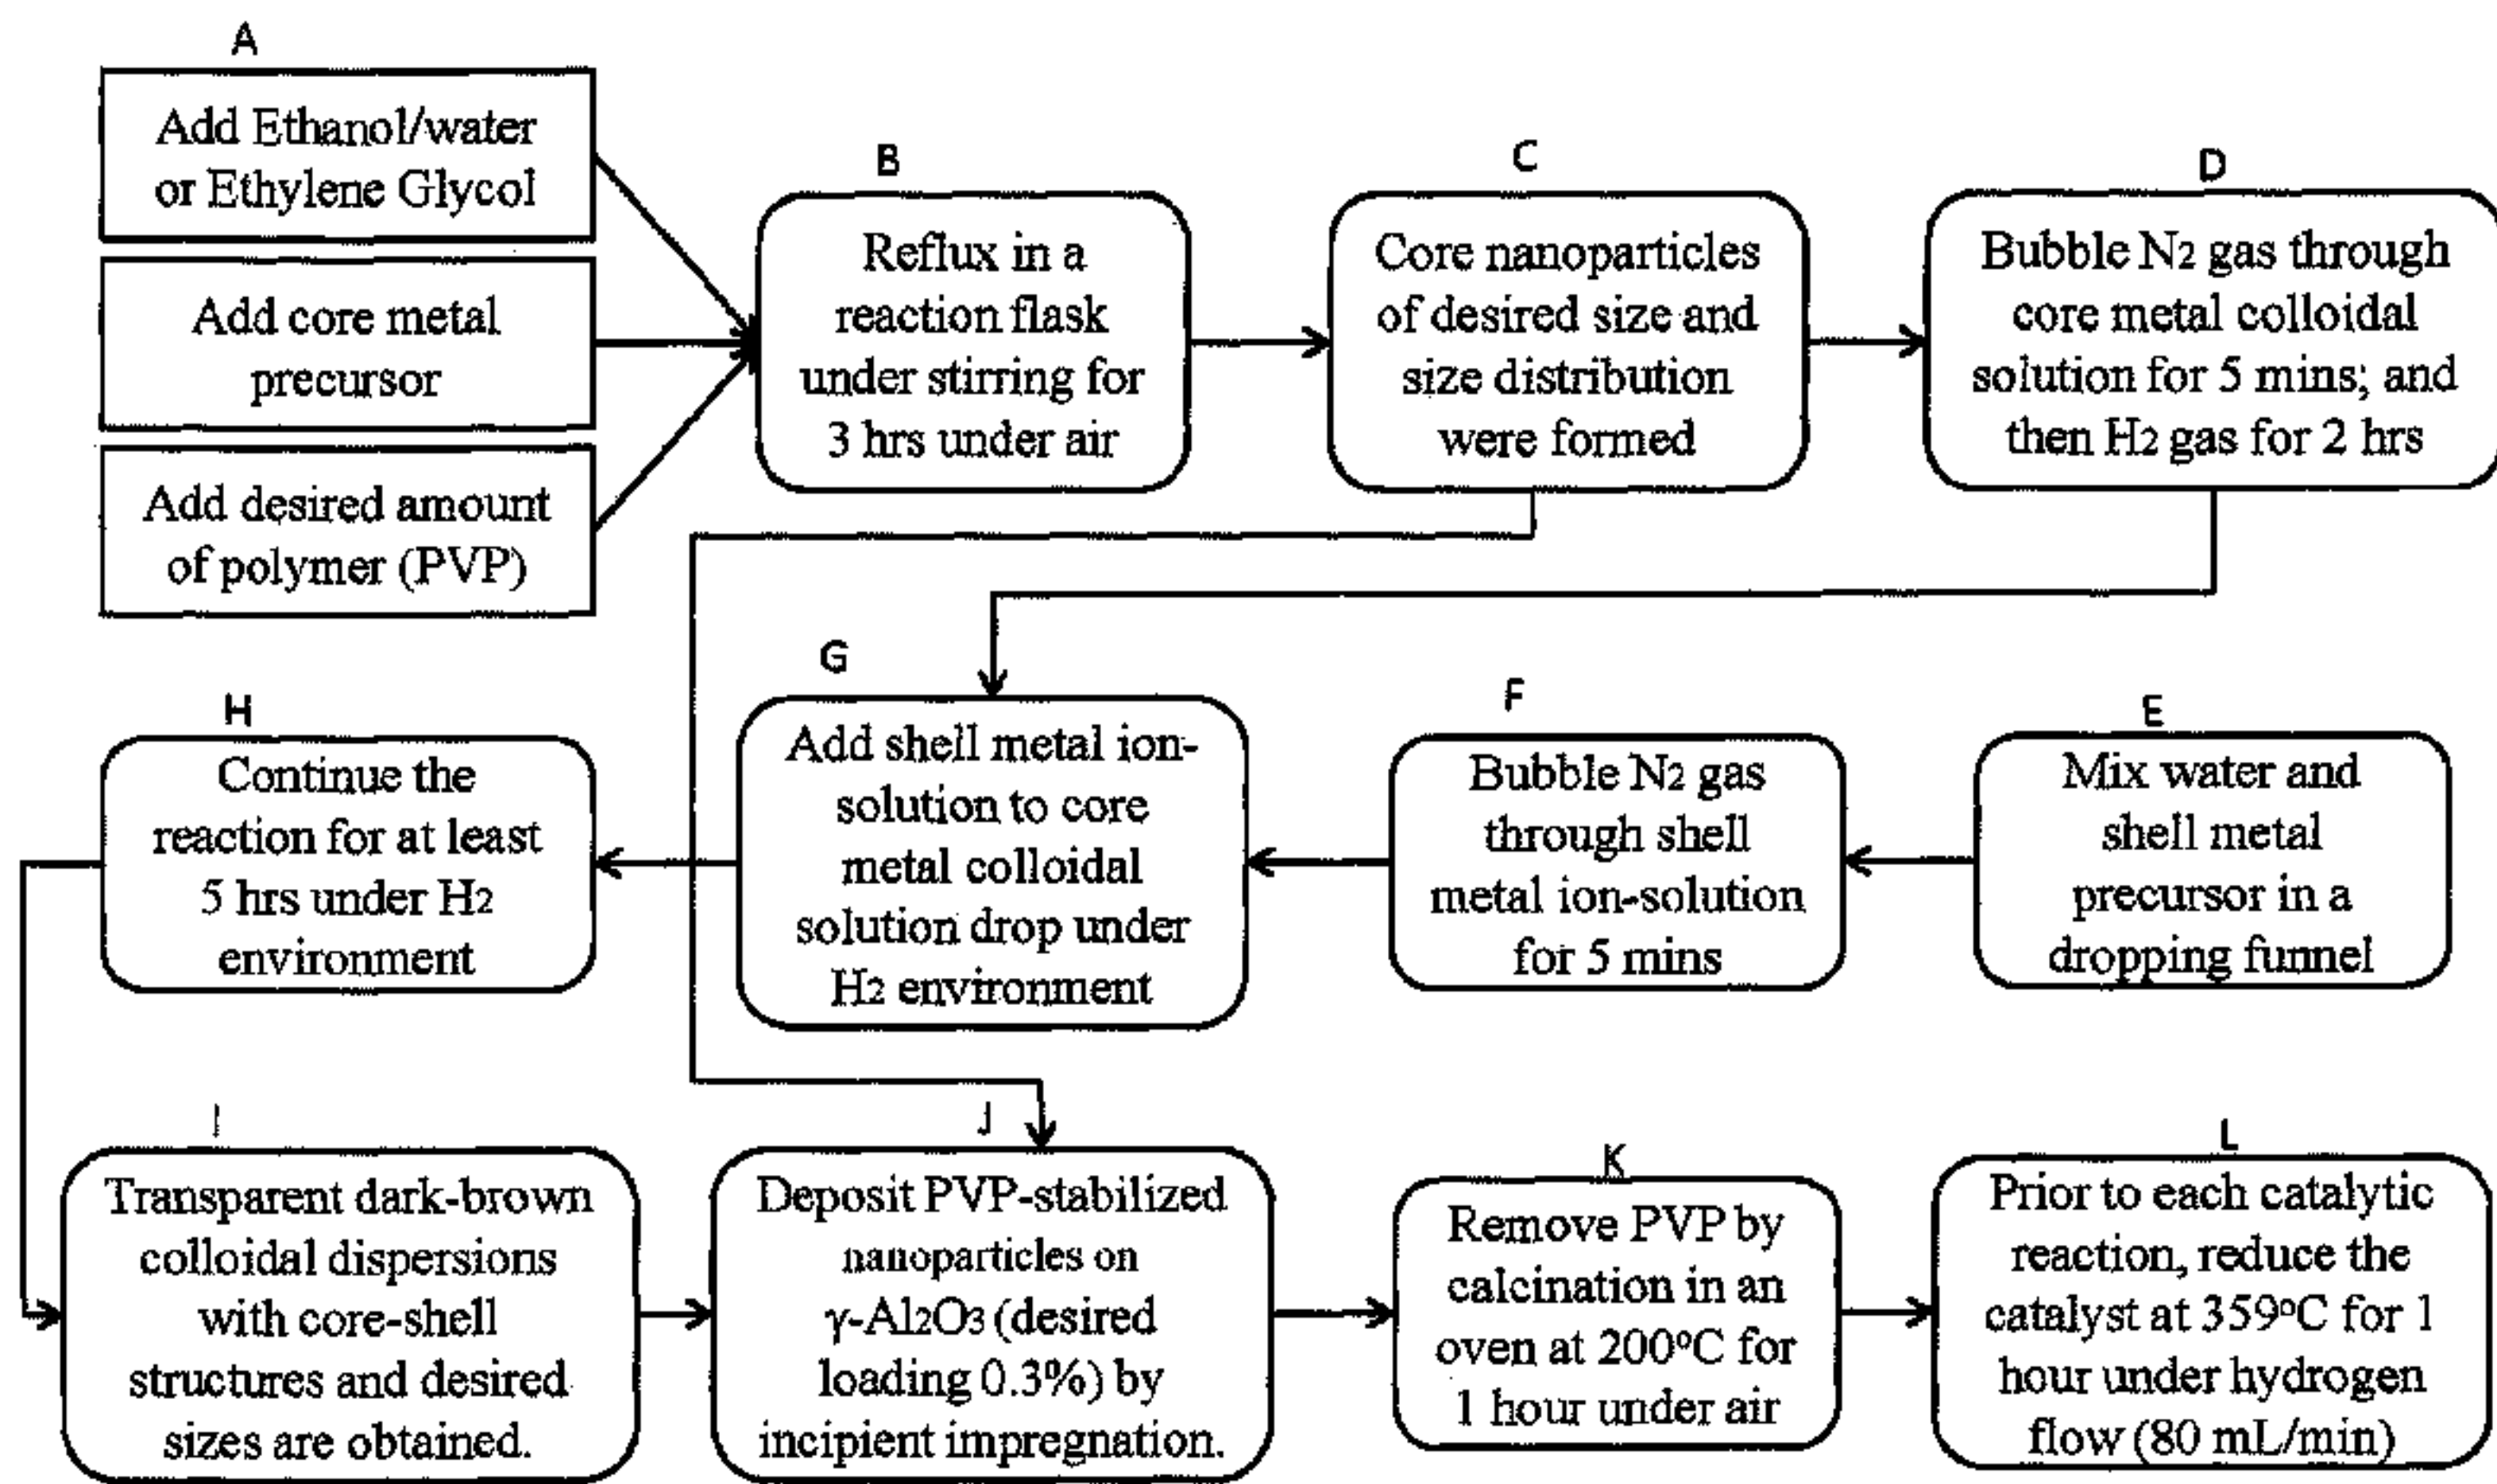 A
Add Ethanol/water
or Ethylene Glycol
Add core metal
precursor
Add desired amount
of polymer (PVP)
B
Reflux in a
reaction flask
under stirring for
3 hrs under air
C
Core nanoparticles
of desired size and
size distribution
were formed
D
Bubble N2 gas through
core metal colloidal
solution for 5 mins; and
then H2 gas for 2 hrs
H
Continue the
reaction for at least
5 hrs under H2
environment
G
Add shell metal ion-
solution to core
metal colloidal
solution drop under
H2 environment
F
Bubble N2 gas
through shell
metal ion-solution
for 5 mins
E
Mix water and
shell metal
precursor in a
dropping funnel
I
Transparent dark-brown
colloidal dispersions
with core-shell
structures and desired
sizes are obtained.
J
Deposit PVP-stabilized
nanoparticles on
γ-Al2O3 (desired
loading 0.3%) by
incipient impregnation.
K
Remove PVP by
calcination in an
oven at 200ºC for
1 hour under air
L
Prior to each catalytic
reaction, reduce the
catalyst at 359ºC for 1
hour under hydrogen
flow (80 mL/min)